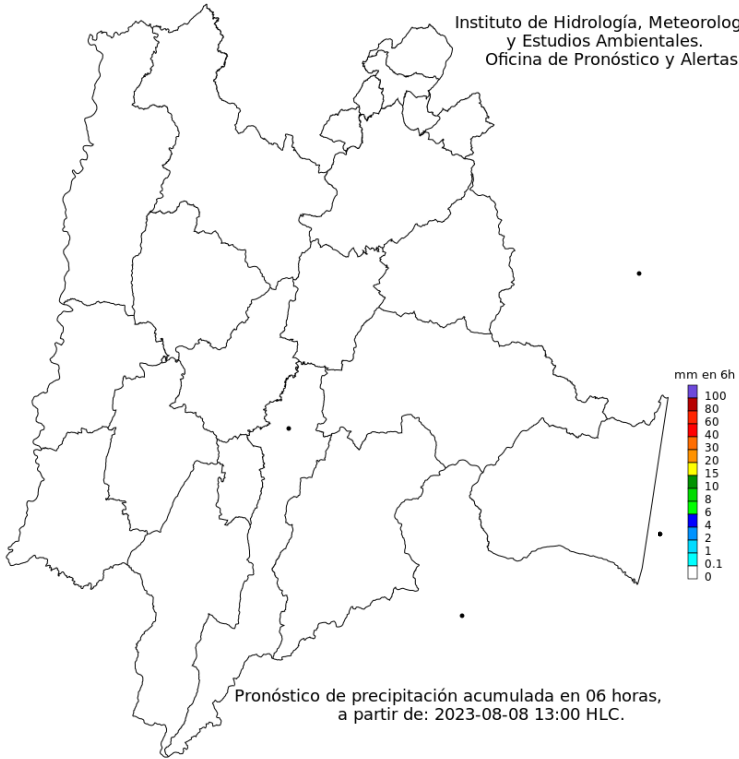 Instituto de Hidrología, Meteorolog
y Estudios Ambientales.
Oficina de Pronóstico y Alertas
mm en 6h
100
80
60
40
30
20
15
10
8
6
4
2
1
0.1
0
Pronóstico de precipitación acumulada en 06 horas,
a partir de: 2023-08-08 13:00 HLC.